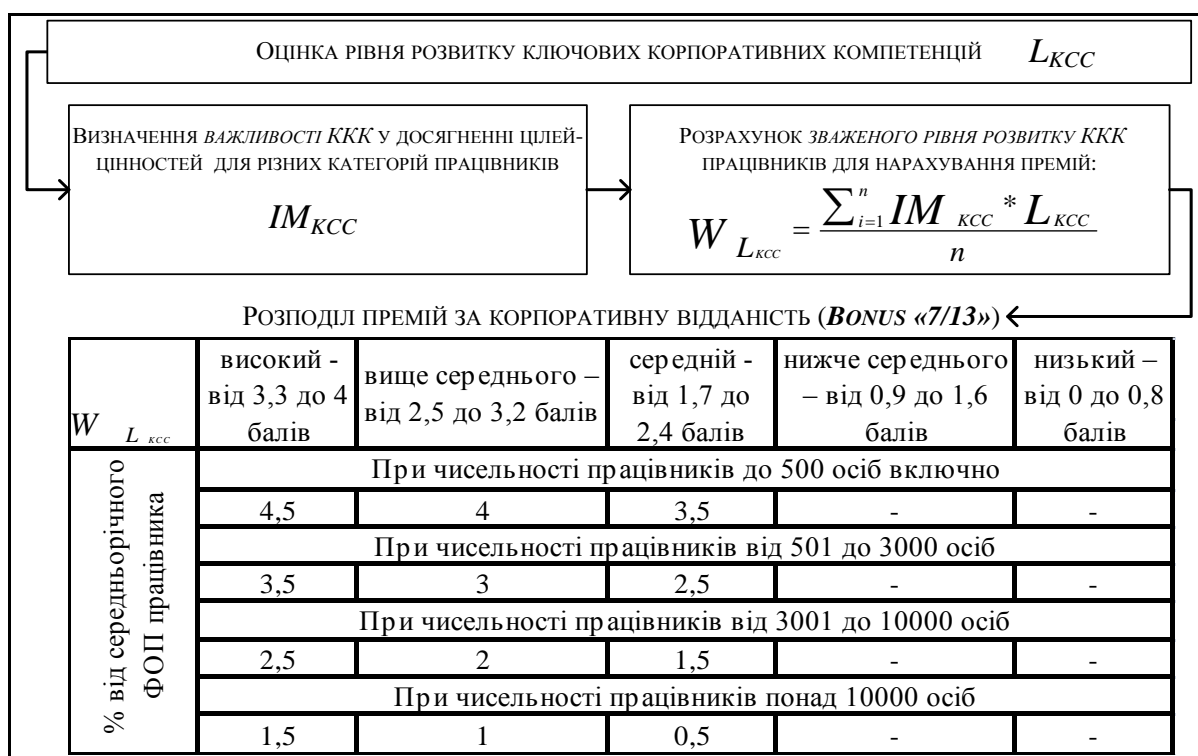 ОЦІНКА РІВНЯ РОЗВИТКУ КЛЮЧОВИХ КОРПОРАТИВНИХ КОМПЕТЕНЦІЙ L_KCC
ВИЗНАЧЕННЯ ВАЖЛИВОСТІ ККК У ДОСЯГНЕННІ ЦІЛЕЙ-
ЦІННОСТЕЙ ДЛЯ РІЗНИХ КАТЕГОРІЙ ПРАЦІВНИКІВ
IM_KCC
РОЗРАХУНОК ЗВАЖЕНОГО РІВНЯ РОЗВИТКУ ККК
ПРАЦІВНИКІВ ДЛЯ НАРАХУВАННЯ ПРЕМІЙ:
W_L_KCC = ∑_{i=1}^{n} IM_KCC * L_KCC / n
РОЗПОДІЛ ПРЕМІЙ ЗА КОРПОРАТИВНУ ВІДДАНІСТЬ (BONUS «7/13»)
W_L_KCC
високий -
від 3,3 до 4
балів
вище середнього –
від 2,5 до 3,2 балів
середній -
від 1,7 до
2,4 балів
нижче середнього
– від 0,9 до 1,6
балів
низький –
від 0 до 0,8
балів
% від середньорічного
ФОП працівника
При чисельності працівників до 500 осіб включно
4,5 4 3,5 - -
При чисельності працівників від 501 до 3000 осіб
3,5 3 2,5 - -
При чисельності працівників від 3001 до 10000 осіб
2,5 2 1,5 - -
При чисельності працівників понад 10000 осіб
1,5 1 0,5 - -